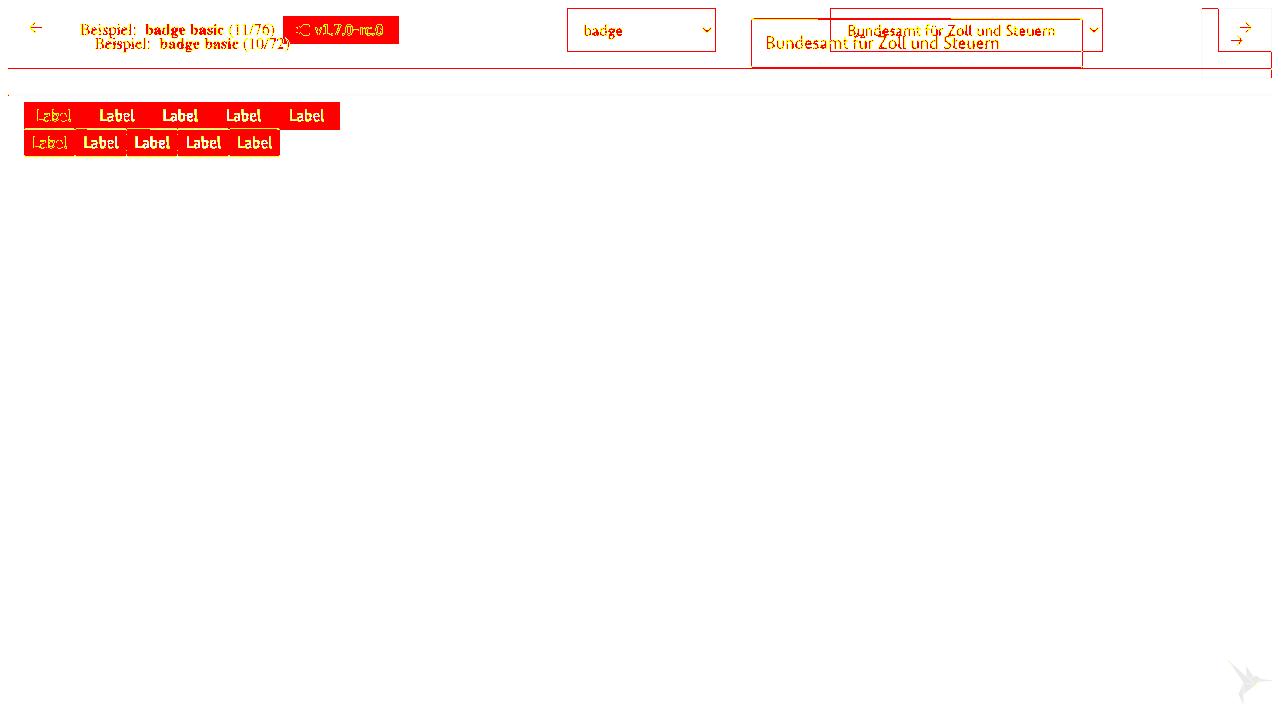 Beispiel: badge basic (11/76) v1.7.0-rc.0 badge Bundesamt für Zoll und Steuern
Beispiel: badge basic (10/72) Bundesamt für Zoll und Steuern
Label Label Label Label Label
Label Label Label Label Label